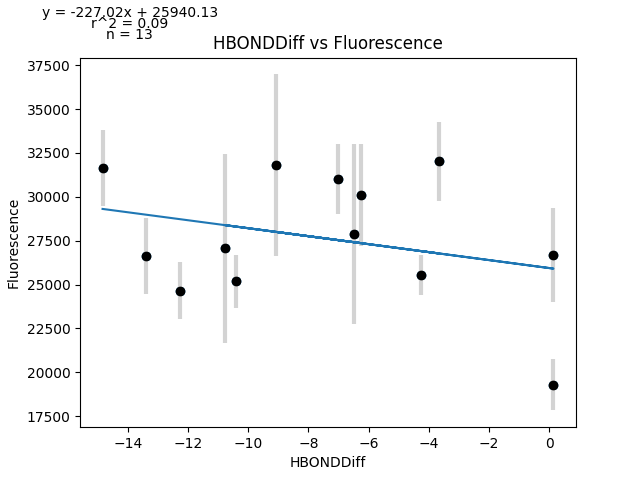 y = -227.02x + 25940.13
r^2 = 0.09
n = 13
HBONDDiff vs Fluorescence
37500
35000
32500
30000
27500
25000
22500
20000
17500
Fluorescence
−14
−12
−10
−8
−6
−4
−2
0
HBONDDiff